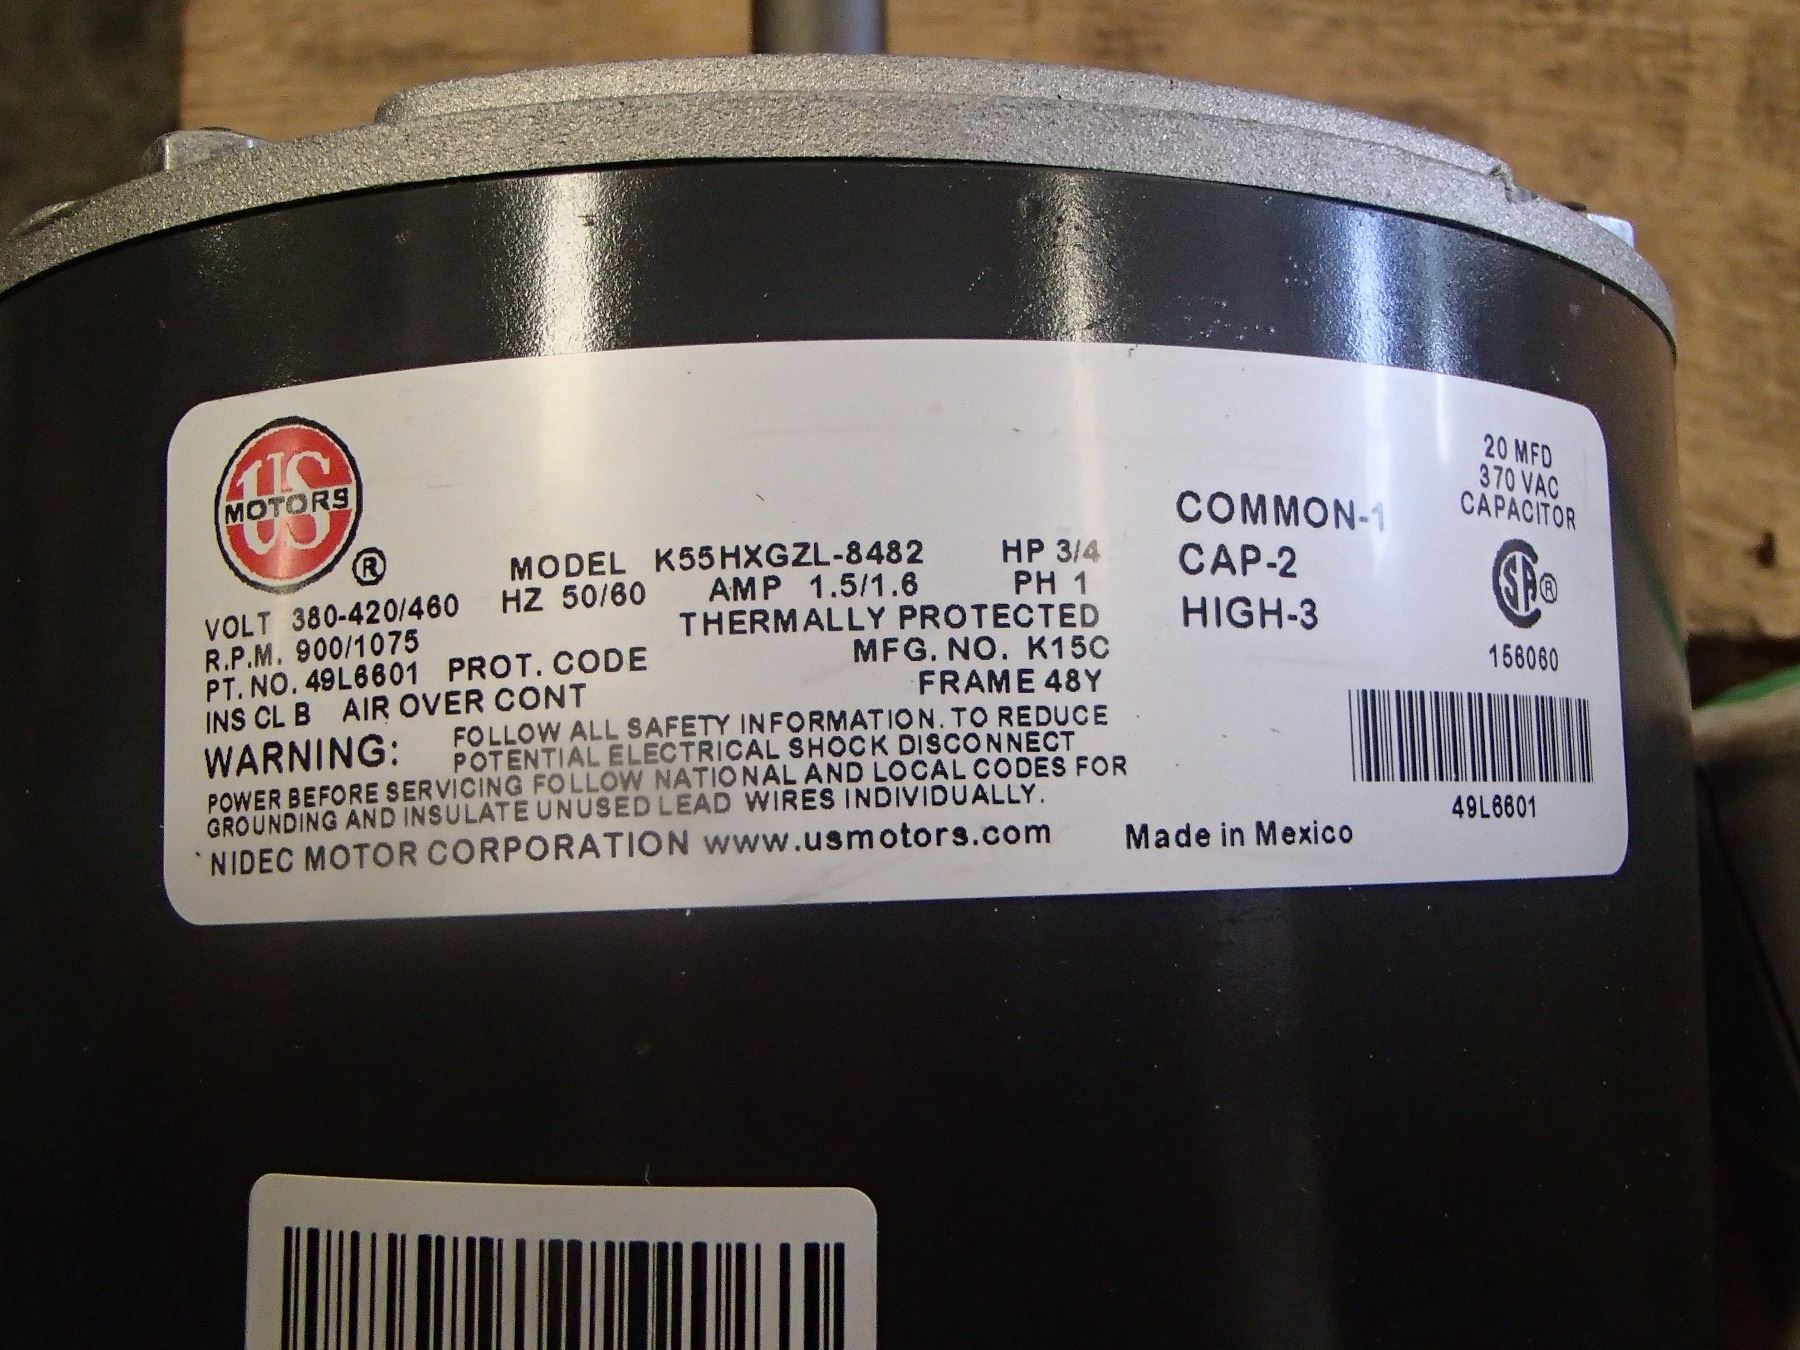 US
MOTORS
®
MODEL K55HXGZL-8482 HP 3/4
VOLT 380-420/460 HZ 50/60 AMP 1.5/1.6 PH 1
R.P.M. 900/1075 THERMALLY PROTECTED
PT. NO. 49L6601 PROT. CODE MFG. NO. K15C
INS CL B AIR OVER CONT FRAME 48Y
WARNING: FOLLOW ALL SAFETY INFORMATION. TO REDUCE
POTENTIAL ELECTRICAL SHOCK DISCONNECT
POWER BEFORE SERVICING FOLLOW NATIONAL AND LOCAL CODES FOR
GROUNDING AND INSULATE UNUSED LEAD WIRES INDIVIDUALLY.
NIDEC MOTOR CORPORATION www.usmotors.com Made in Mexico
COMMON-1
CAP-2
HIGH-3
20 MFD
370 VAC
CAPACITOR
SA ®
156060
49L6601